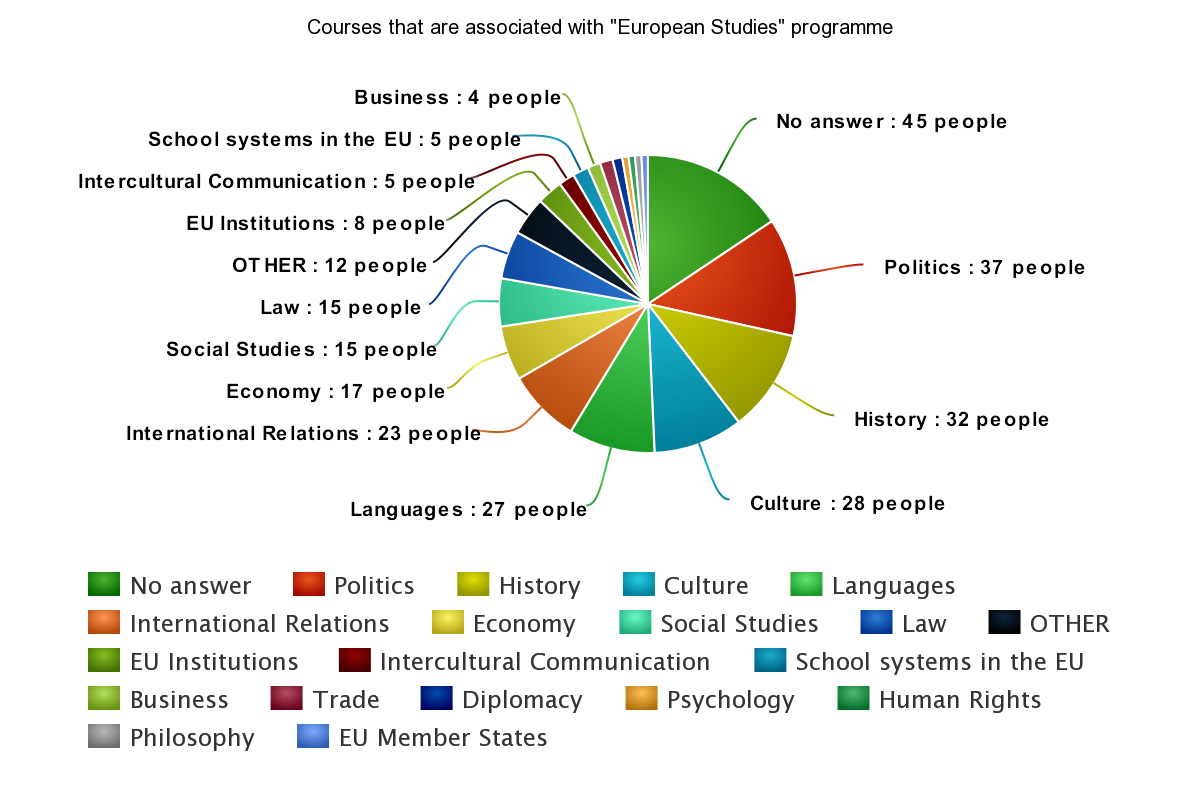 Courses that are associated with "European Studies" programme
Business : 4 people
No answer : 45 people
School systems in the EU : 5 people
Intercultural Communication : 5 people
EU Institutions : 8 people
OTHER : 12 people
Politics : 37 people
Law : 15 people
Social Studies : 15 people
Economy : 17 people
History : 32 people
International Relations : 23 people
Culture : 28 people
Languages : 27 people
No answer Politics History Culture Languages
International Relations Economy Social Studies Law OTHER
EU Institutions Intercultural Communication School systems in the EU
Business Trade Diplomacy Psychology Human Rights
Philosophy EU Member States